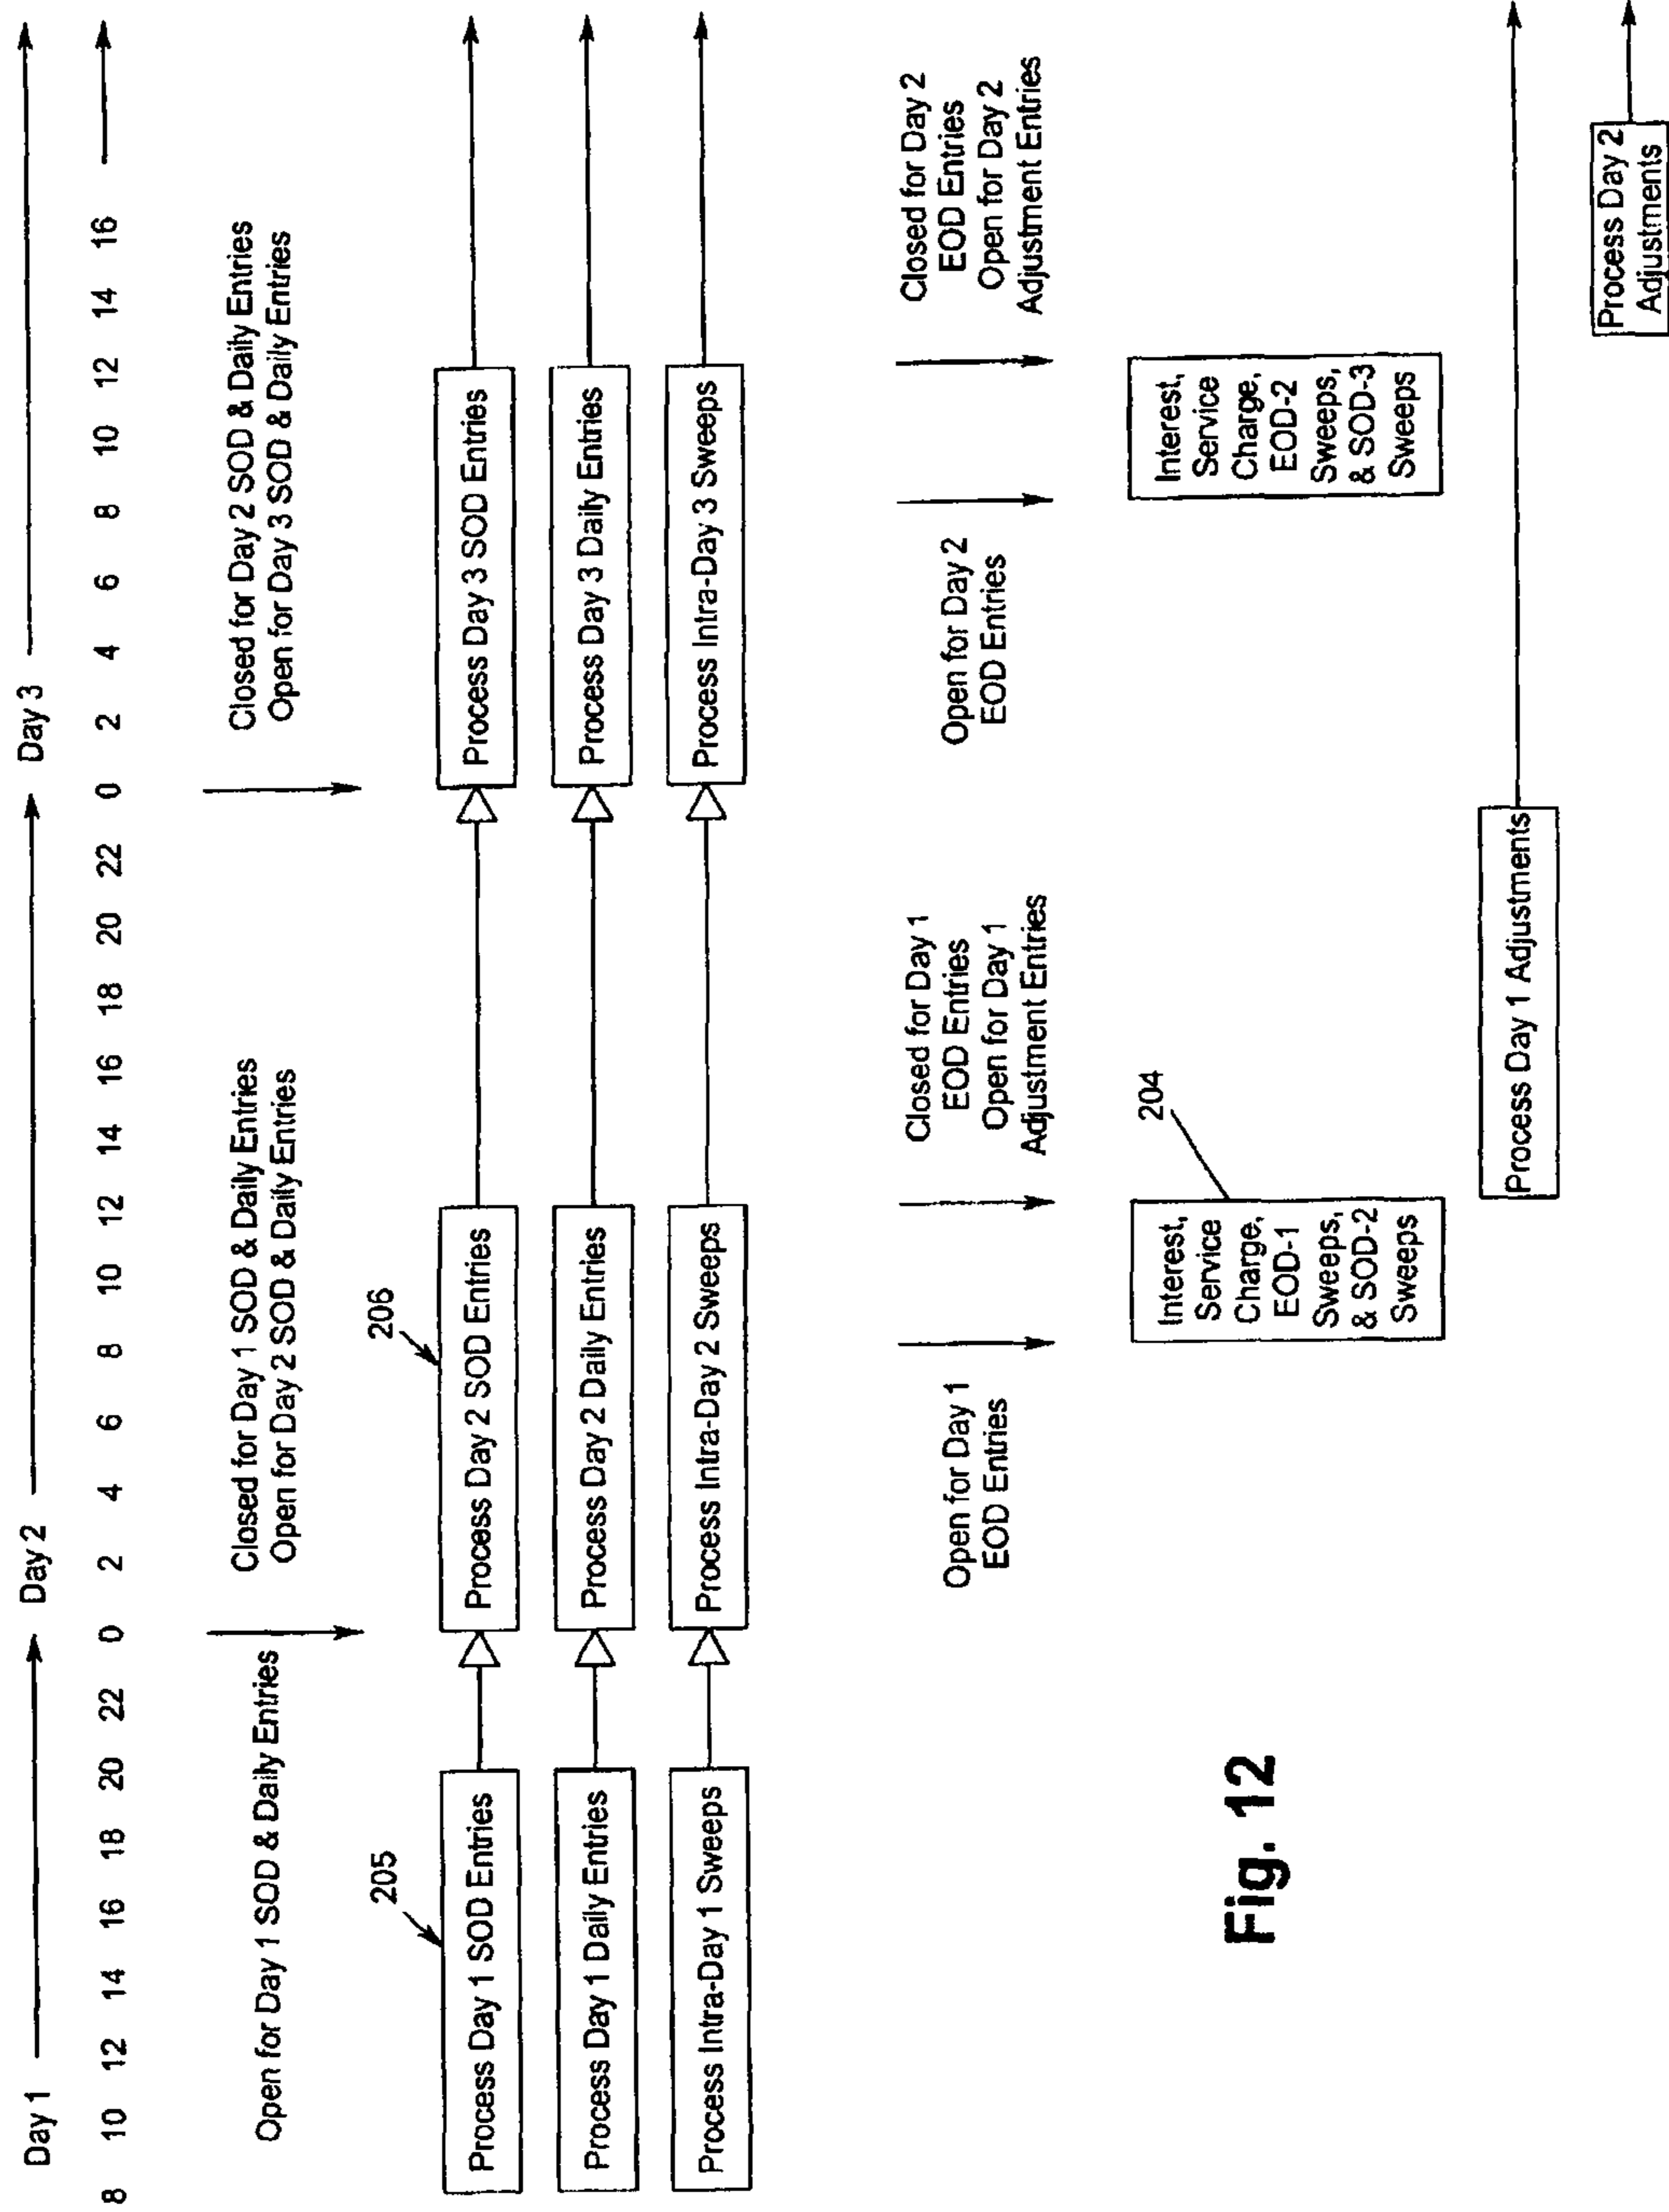 Day 1
Day 2
Day 3
8 10 12 14 16 18 20 22 0 2 4 6 8 10 12 14 16 18 20 22 0 2 4 6 8 10 12 14 16
Open for Day 1 SOD & Daily Entries
Closed for Day 1 SOD & Daily Entries
Open for Day 2 SOD & Daily Entries
Closed for Day 2 SOD & Daily Entries
Open for Day 3 SOD & Daily Entries
205
206
Process Day 1 SOD Entries
Process Day 2 SOD Entries
Process Day 3 SOD Entries
Process Day 1 Daily Entries
Process Day 2 Daily Entries
Process Day 3 Daily Entries
Process Intra-Day 1 Sweeps
Process Intra-Day 2 Sweeps
Process Intra-Day 3 Sweeps
Open for Day 1
EOD Entries
Closed for Day 1
EOD Entries
Open for Day 1
Adjustment Entries
Open for Day 2
EOD Entries
Closed for Day 2
EOD Entries
Open for Day 2
Adjustment Entries
204
Interest,
Service
Charge,
EOD-1
Sweeps,
& SOD-2
Sweeps
Interest,
Service
Charge,
EOD-2
Sweeps,
& SOD-3
Sweeps
Process Day 1 Adjustments
Process Day 2
Adjustments
Fig. 12